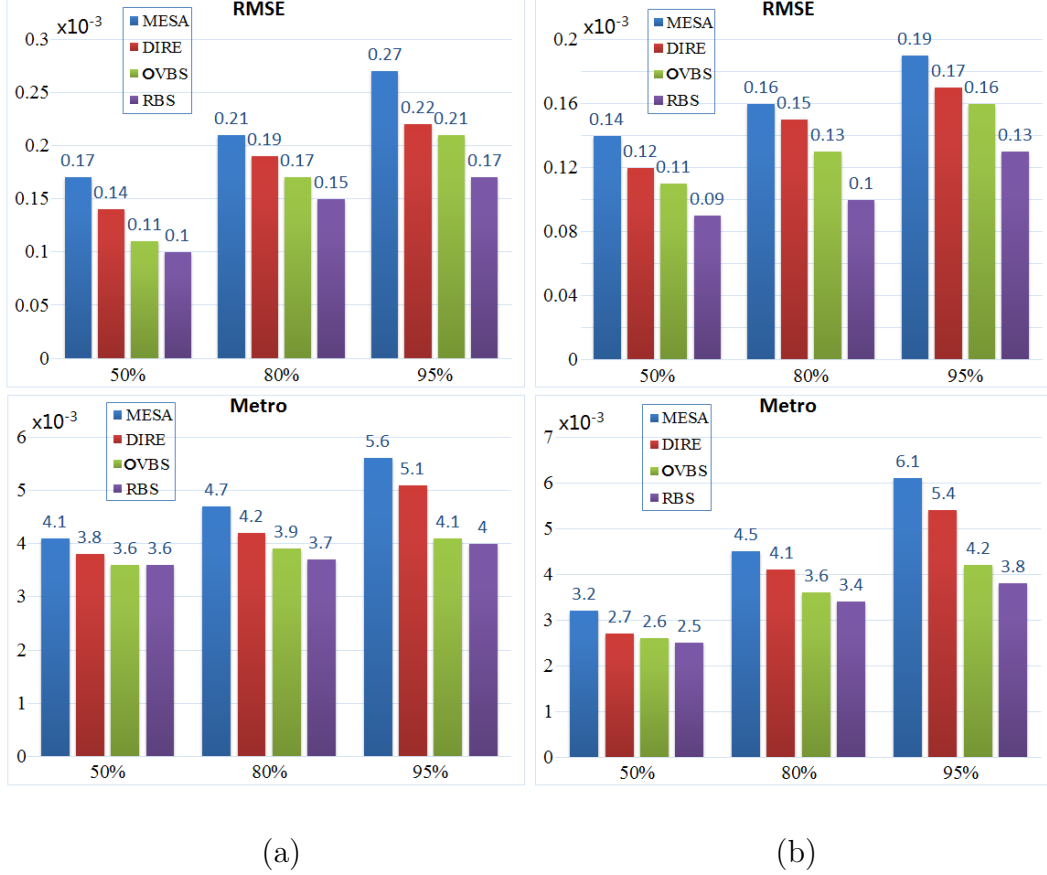 RMSE
x10-3
MESA
DIRE
OVBS
RBS
0.3
0.25
0.2
0.15
0.1
0.05
0
0.17
0.14
0.11
0.1
0.21
0.19
0.17
0.15
0.27
0.22
0.21
0.17
50% 80% 95%
RMSE
x10-3
MESA
DIRE
OVBS
RBS
0.2
0.16
0.12
0.08
0.04
0
0.14
0.12
0.11
0.09
0.16
0.15
0.13
0.1
0.19
0.17
0.16
0.13
50% 80% 95%
Metro
x10-3
MESA
DIRE
OVBS
RBS
6
5
4
3
2
1
0
4.1
3.8
3.6
3.6
4.7
4.2
3.9
3.7
5.6
5.1
4.1
4
50% 80% 95%
Metro
x10-3
MESA
DIRE
OVBS
RBS
7
6
5
4
3
2
1
0
3.2
2.7
2.6
2.5
4.5
4.1
3.6
3.4
6.1
5.4
4.2
3.8
50% 80% 95%
(a)
(b)